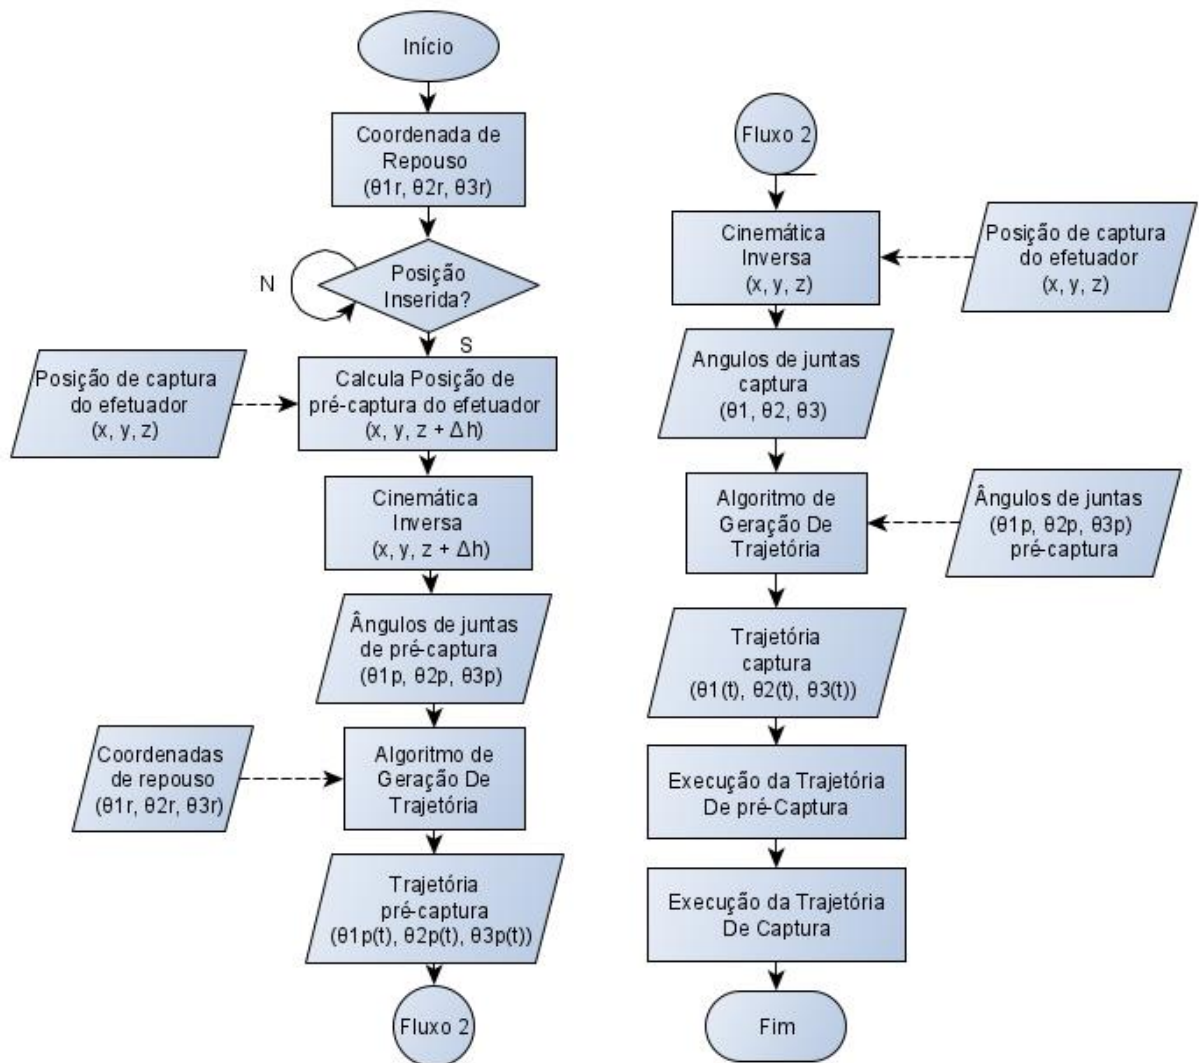 Início
Coordenada de
Repouso
(θ1r, θ2r, θ3r)
N
Posição
Inserida?
S
Posição de captura
do efetuador
(x, y, z)
Calcula Posição de
pré-captura do efetuador
(x, y, z + Δh)
Cinemática
Inversa
(x, y, z + Δh)
Ângulos de juntas
de pré-captura
(θ1p, θ2p, θ3p)
Coordenadas
de repouso
(θ1r, θ2r, θ3r)
Algoritmo de
Geração De
Trajetória
Trajetória
pré-captura
(θ1p(t), θ2p(t), θ3p(t))
Fluxo 2
Fluxo 2
Cinemática
Inversa
(x, y, z)
Posição de captura
do efetuador
(x, y, z)
Angulos de juntas
captura
(θ1, θ2, θ3)
Algoritmo de
Geração De
Trajetória
Ângulos de juntas
(θ1p, θ2p, θ3p)
pré-captura
Trajetória
captura
(θ1(t), θ2(t), θ3(t))
Execução da Trajetória
De pré-Captura
Execução da Trajetória
De Captura
Fim